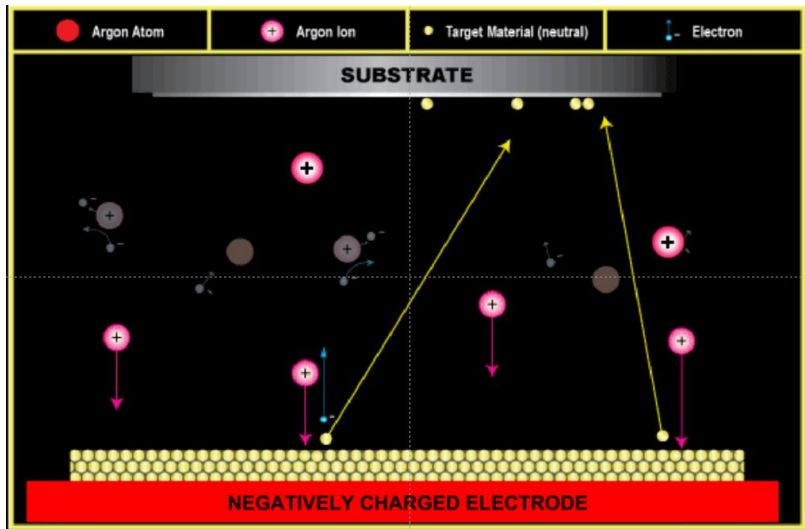 Argon Atom
Argon Ion
Target Material (neutral)
Electron
SUBSTRATE
NEGATIVELY CHARGED ELECTRODE